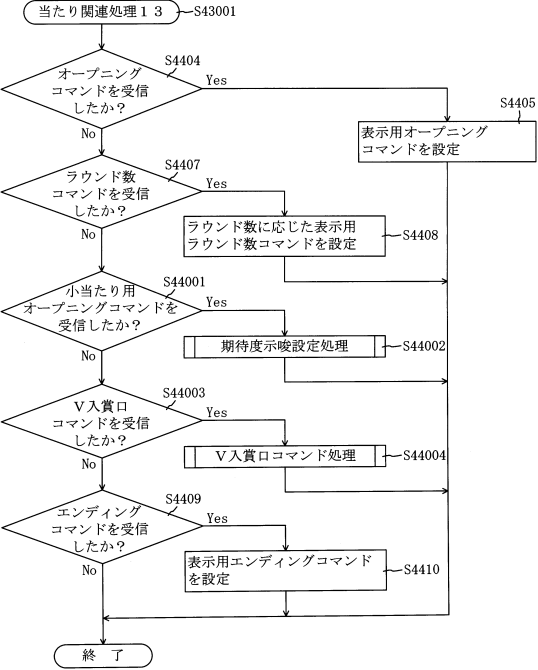 当たり関連処理１３
S43001
S4404
オープニング
コマンドを受信
したか？
Yes
No
S4405
表示用オープニング
コマンドを設定
S4407
ラウンド数
コマンドを受信
したか？
Yes
No
ラウンド数に応じた表示用
ラウンド数コマンドを設定
S4408
S44001
小当たり用
オープニングコマンドを
受信したか？
Yes
No
期待度示唆設定処理
S44002
S44003
Ｖ入賞口
コマンドを受信
したか？
Yes
No
Ｖ入賞口コマンド処理
S44004
S4409
エンディング
コマンドを受信
したか？
Yes
No
表示用エンディングコマンド
を設定
S4410
終　了